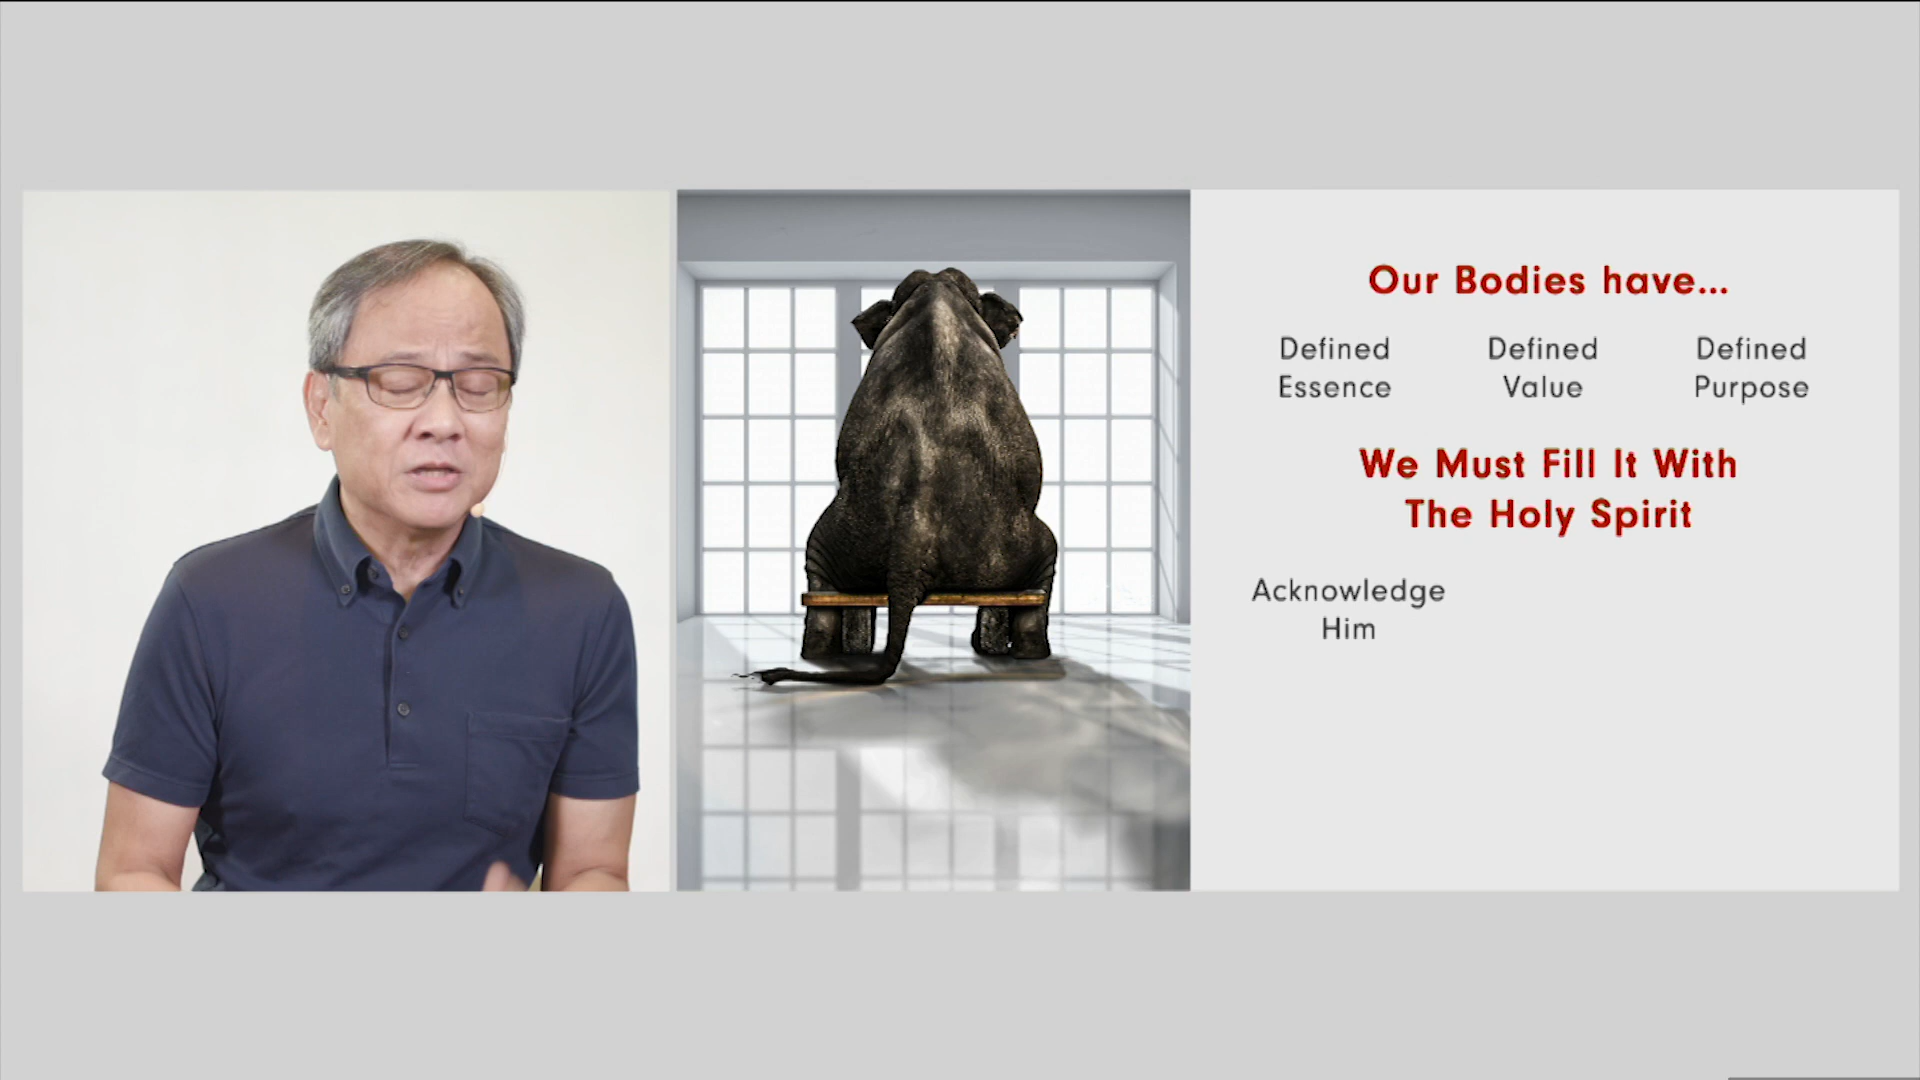 Our Bodies have...
Defined Defined Defined
Essence Value Purpose
We Must Fill It With
The Holy Spirit
Acknowledge
Him